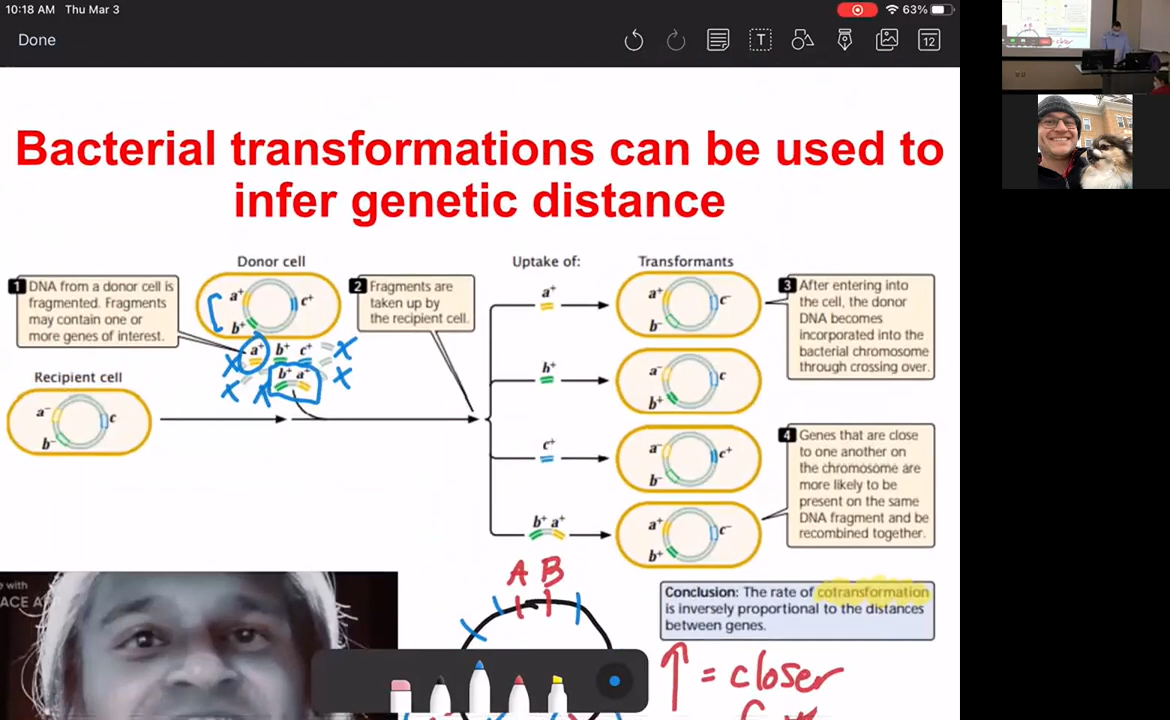 10:18 AM Thu Mar 3
63%
Done
T
12
Bacterial transformations can be used to
infer genetic distance
Donor cell
Uptake of:
Transformants
1 DNA from a donor cell is
fragmented. Fragments
may contain one or
more genes of interest.
a+ c+
b+
2 Fragments are
taken up by
the recipient cell.
a+
a+ c-
b-
3 After entering into
the cell, the donor
DNA becomes
incorporated into the
bacterial chromosome
through crossing over.
a+ b+ c+
b+
Recipient cell
a- c
b-
b+
a- c
b+
c+
a- c+
b-
4 Genes that are close
to one another on
the chromosome are
more likely to be
present on the same
DNA fragment and be
recombined together.
b+ a+
a+ c-
b+
A B
Conclusion: The rate of cotransformation
is inversely proportional to the distances
between genes.
with
↑ = closer